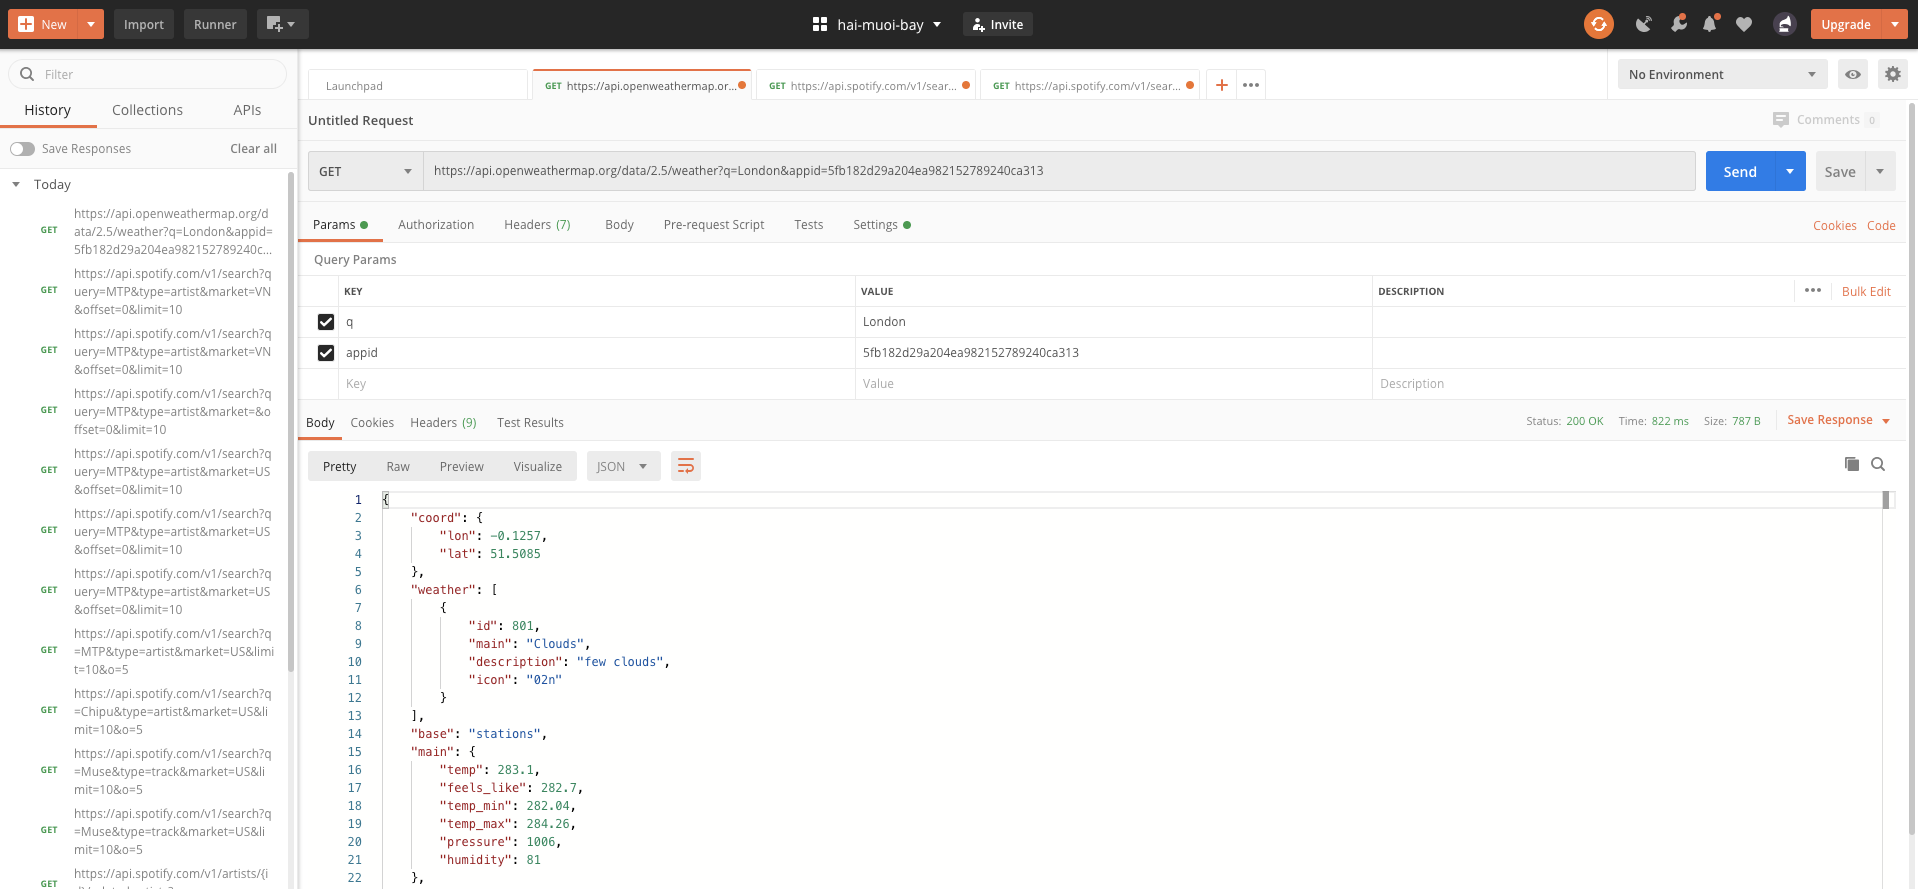 New
Import
Runner
hai-muoi-bay
Invite
Upgrade
Filter
History
Collections
APIs
Save Responses
Clear all
Today
GET
https://api.openweathermap.org/d
ata/2.5/weather?q=London&appid=
5fb182d29a204ea982152789240c...
GET
https://api.spotify.com/v1/search?q
uery=MTP&type=artist&market=VN
&offset=0&limit=10
GET
https://api.spotify.com/v1/search?q
uery=MTP&type=artist&market=VN
&offset=0&limit=10
GET
https://api.spotify.com/v1/search?q
uery=MTP&type=artist&market=&o
ffset=0&limit=10
GET
https://api.spotify.com/v1/search?q
uery=MTP&type=artist&market=US
&offset=0&limit=10
GET
https://api.spotify.com/v1/search?q
uery=MTP&type=artist&market=US
&offset=0&limit=10
GET
https://api.spotify.com/v1/search?q
uery=MTP&type=artist&market=US
&offset=0&limit=10
GET
https://api.spotify.com/v1/search?q
=MTP&type=artist&market=US&limi
t=10&o=5
GET
https://api.spotify.com/v1/search?q
=Chipu&type=artist&market=US&li
mit=10&o=5
GET
https://api.spotify.com/v1/search?q
=Muse&type=track&market=US&li
mit=10&o=5
GET
https://api.spotify.com/v1/search?q
=Muse&type=track&market=US&li
mit=10&o=5
GET
https://api.spotify.com/v1/artists/{i
Launchpad
GET https://api.openweathermap.or...
GET https://api.spotify.com/v1/sear...
GET https://api.spotify.com/v1/sear...
No Environment
Untitled Request
Comments 0
GET
https://api.openweathermap.org/data/2.5/weather?q=London&appid=5fb182d29a204ea982152789240ca313
Send
Save
Params
Authorization
Headers (7)
Body
Pre-request Script
Tests
Settings
Cookies
Code
Query Params
KEY
VALUE
DESCRIPTION
Bulk Edit
q
London
appid
5fb182d29a204ea982152789240ca313
Key
Value
Description
Body
Cookies
Headers (9)
Test Results
Status: 200 OK
Time: 822 ms
Size: 787 B
Save Response
Pretty
Raw
Preview
Visualize
JSON
1 {
2 "coord": {
3 "lon": -0.1257,
4 "lat": 51.5085
5 },
6 "weather": [
7 {
8 "id": 801,
9 "main": "Clouds",
10 "description": "few clouds",
11 "icon": "02n"
12 }
13 ],
14 "base": "stations",
15 "main": {
16 "temp": 283.1,
17 "feels_like": 282.7,
18 "temp_min": 282.04,
19 "temp_max": 284.26,
20 "pressure": 1006,
21 "humidity": 81
22 },